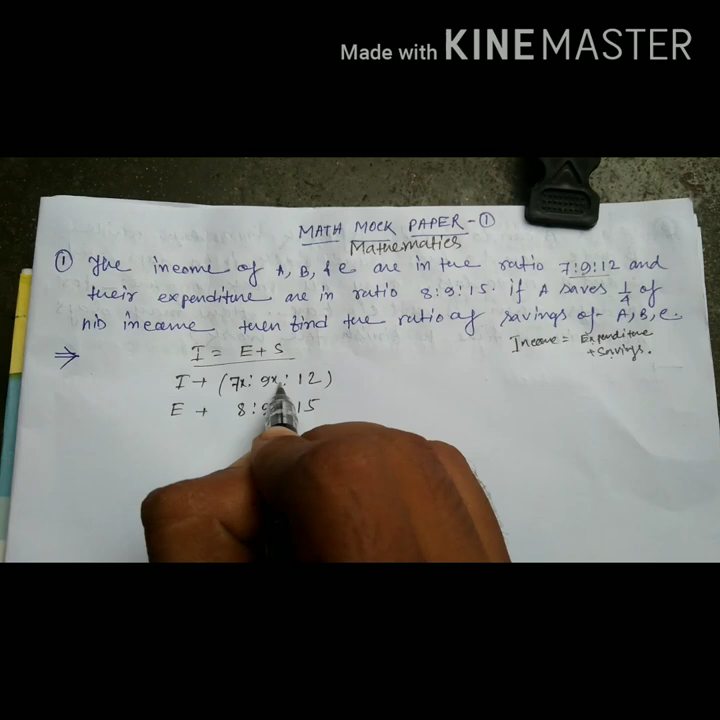 Made with KINEMASTER
MATH MOCK PAPER - ①
Mathematics
① The income of A, B, & C are in the ratio 7:9:12 and
their expenditure are in ratio 8:9:15. if A saves 1/4 of
his income then find the ratio of savings of A, B, C.
Income = Expenditure
+ Savings.
⇒ I = E + S
I → (7x : 9x : 12)
E → 8:9 15